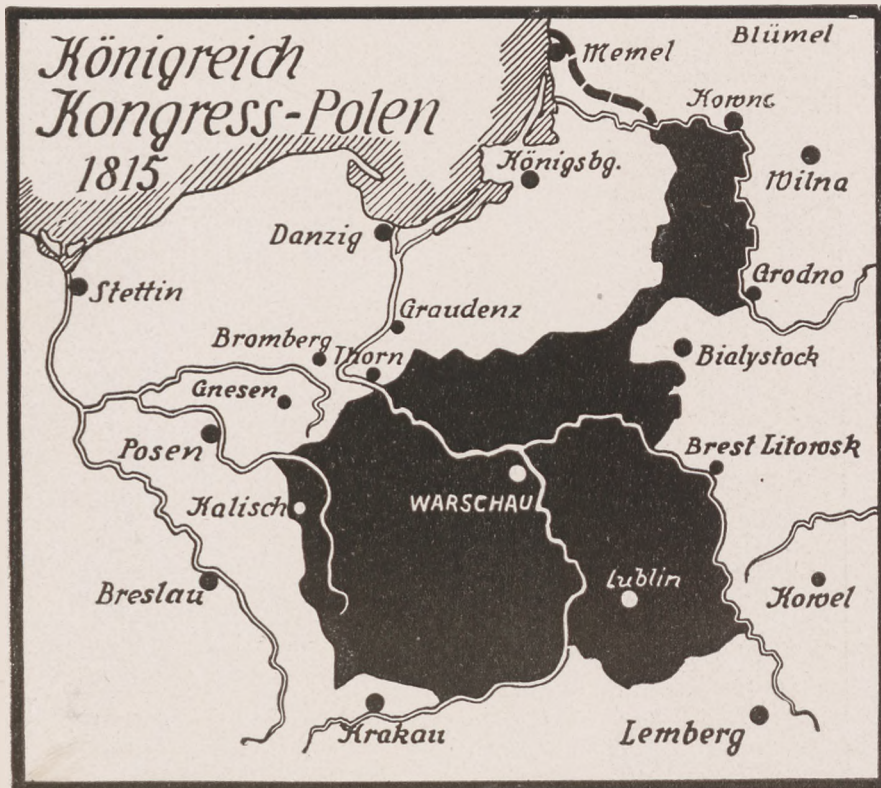 Königreich
Kongress-Polen
1815
Blümel
Memel
Kowno
Königsbg.
Wilna
Danzig
Stettin
Grodno
Graudenz
Bromberg
Thorn
Bialystock
Gnesen
Posen
Brest Litowsk
Kalisch
WARSCHAU
Breslau
Lublin
Kowel
Krakau
Lemberg